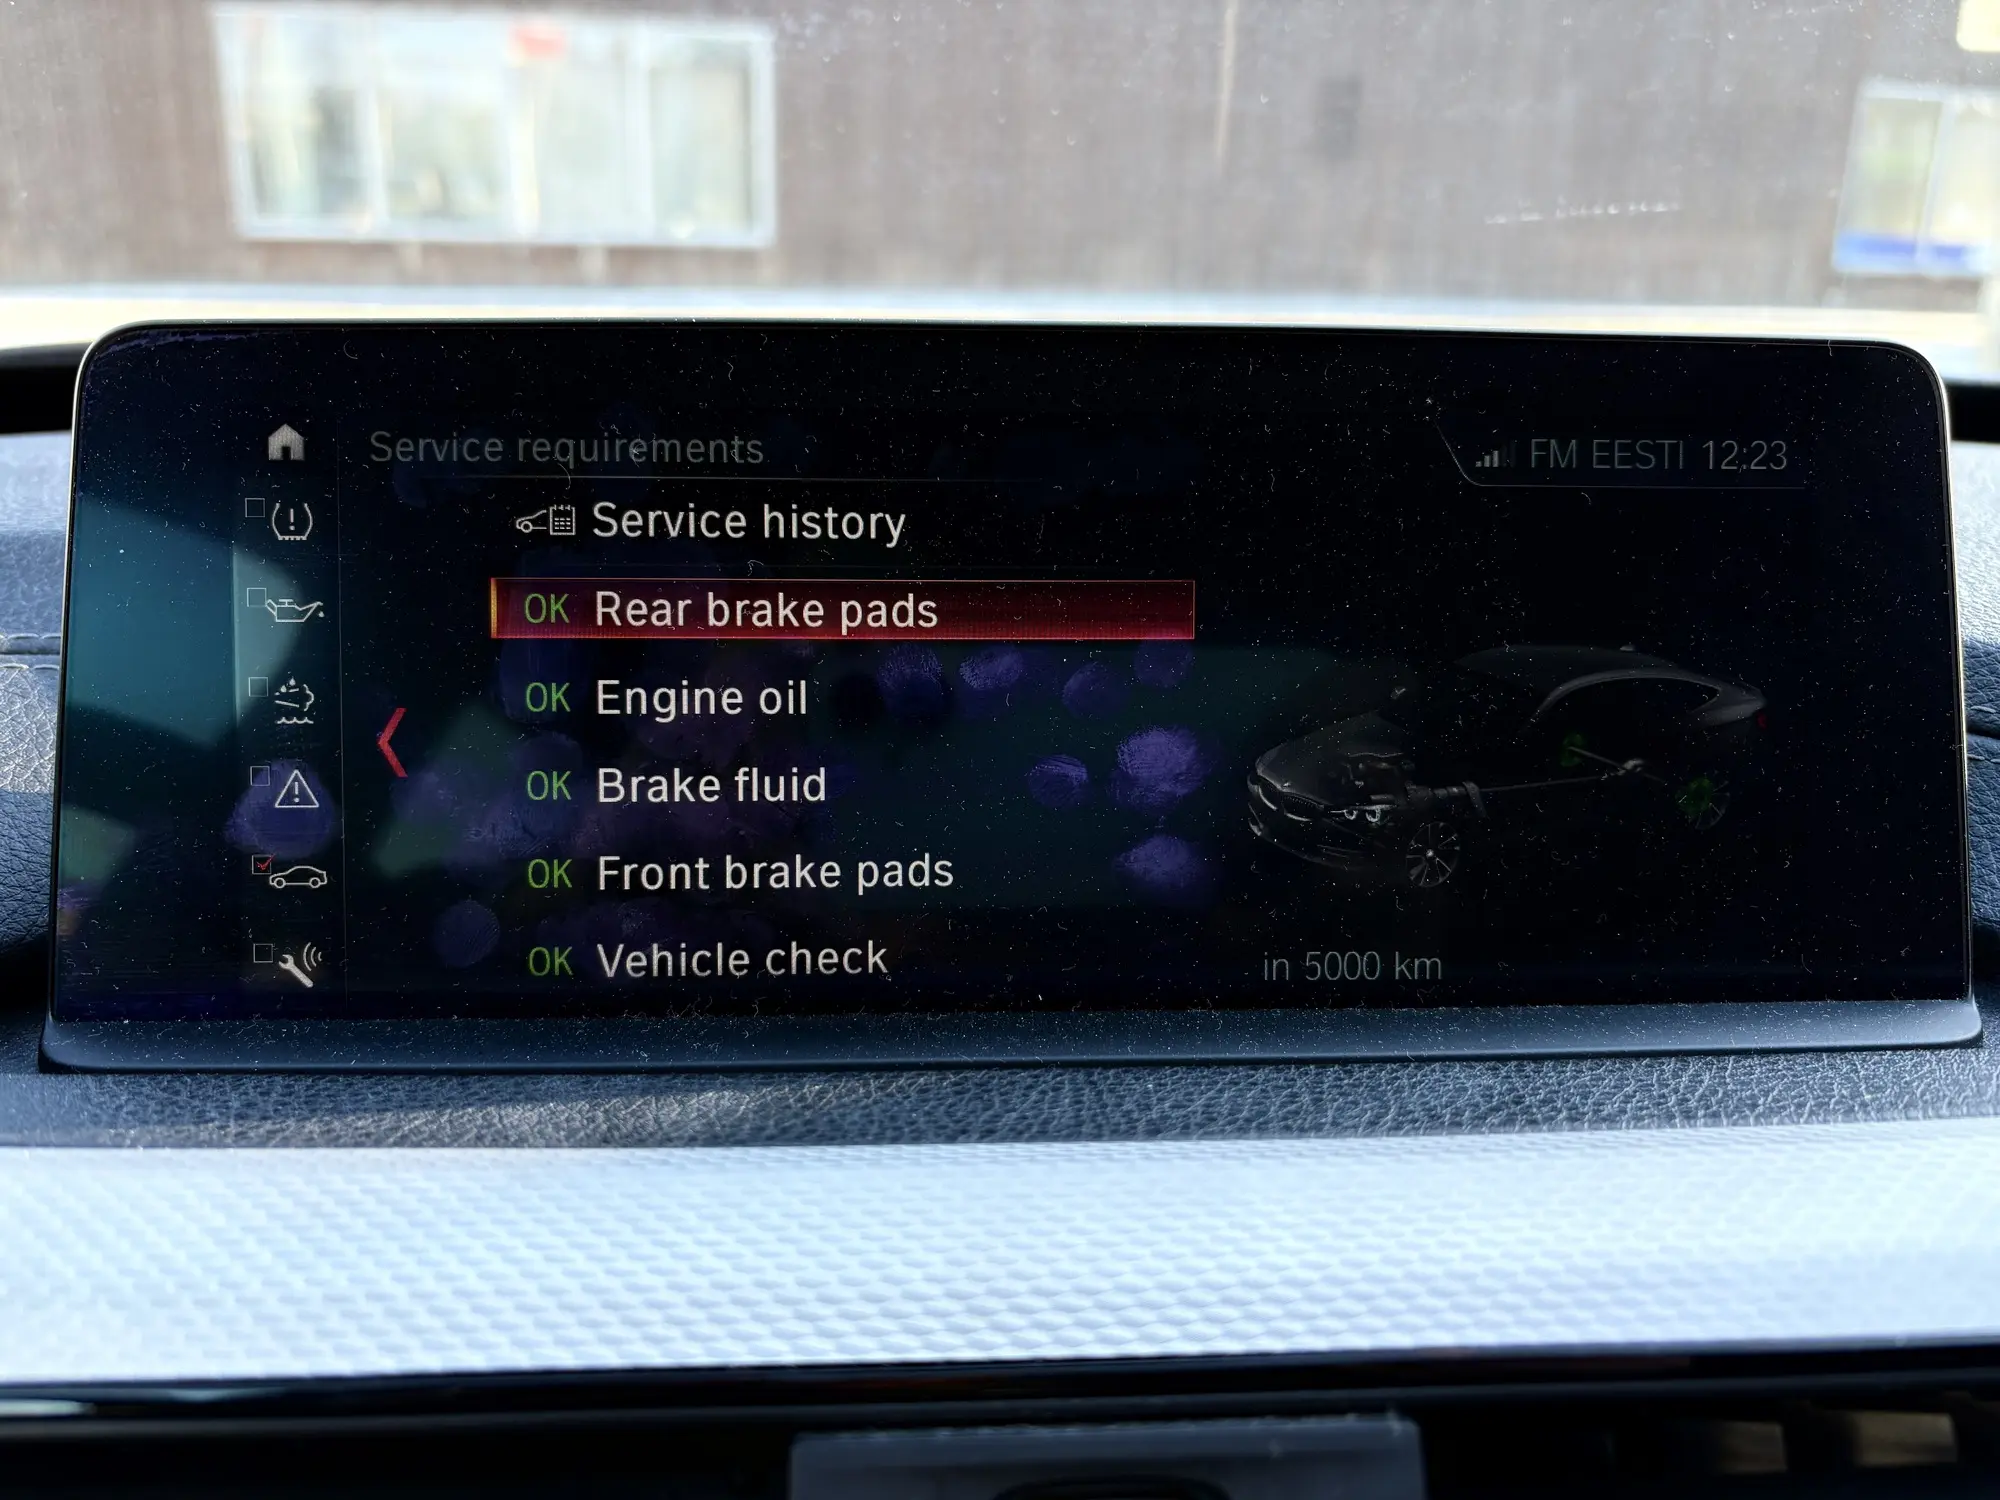 Service requirements
FM EESTI 12:23
Service history
OK Rear brake pads
OK Engine oil
OK Brake fluid
OK Front brake pads
OK Vehicle check
in 5000 km